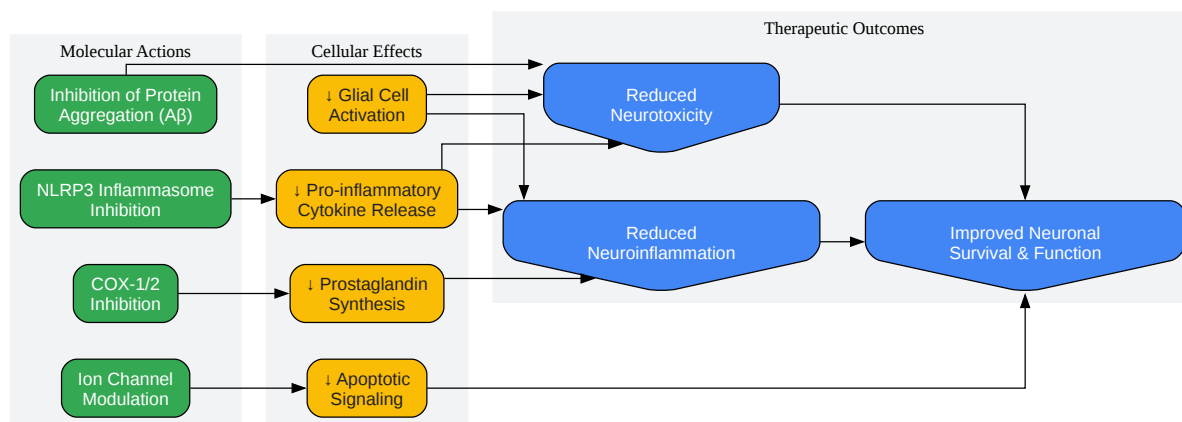 Therapeutic Outcomes
Molecular Actions
Cellular Effects
Inhibition of Protein
Aggregation (Aβ)
↓ Glial Cell
Activation
Reduced
Neurotoxicity
NLRP3 Inflammasome
Inhibition
↓ Pro-inflammatory
Cytokine Release
Reduced
Neuroinflammation
Improved Neuronal
Survival & Function
COX-1/2
Inhibition
↓ Prostaglandin
Synthesis
Ion Channel
Modulation
↓ Apoptotic
Signaling